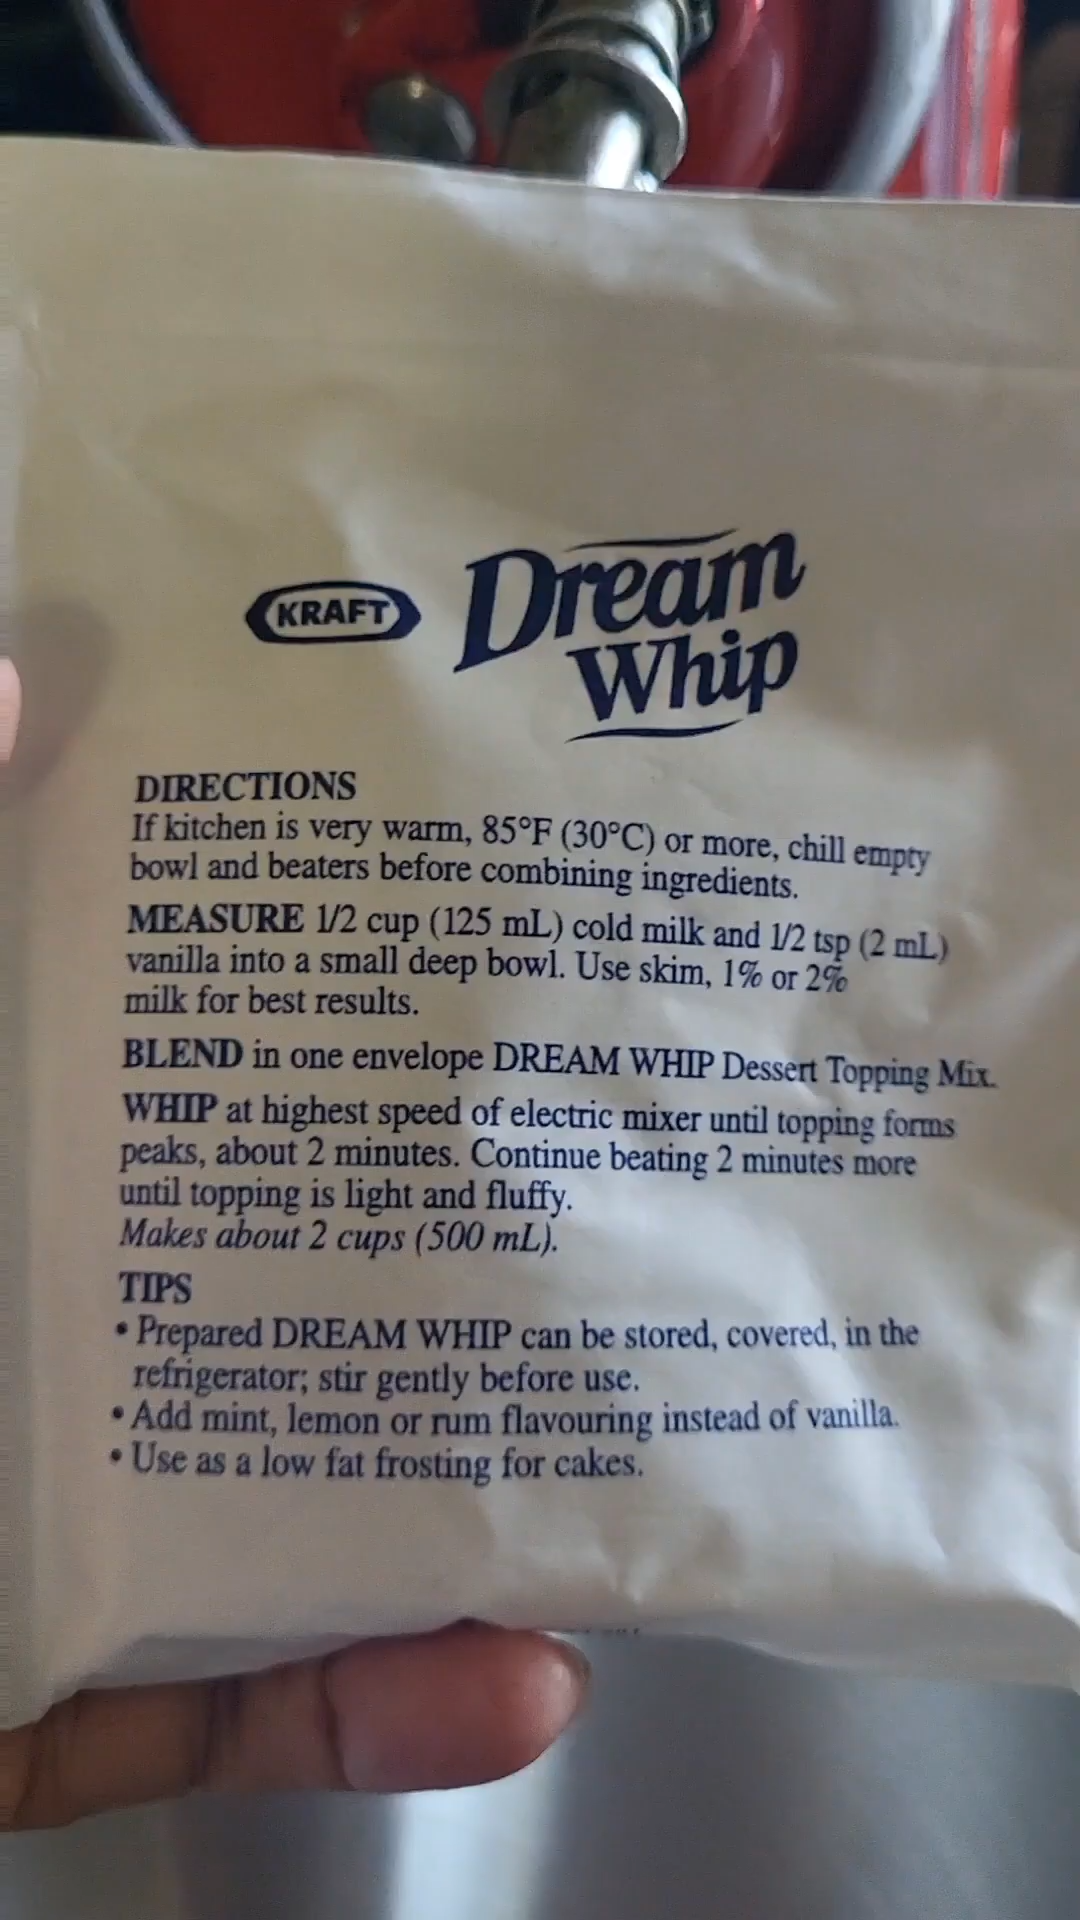 KRAFT
Dream
Whip
DIRECTIONS
If kitchen is very warm, 85°F (30°C) or more, chill empty
bowl and beaters before combining ingredients.
MEASURE 1/2 cup (125 mL) cold milk and 1/2 tsp (2 mL)
vanilla into a small deep bowl. Use skim, 1% or 2%
milk for best results.
BLEND in one envelope DREAM WHIP Dessert Topping Mix.
WHIP at highest speed of electric mixer until topping forms
peaks, about 2 minutes. Continue beating 2 minutes more
until topping is light and fluffy.
Makes about 2 cups (500 mL).
TIPS
• Prepared DREAM WHIP can be stored, covered, in the
refrigerator; stir gently before use.
• Add mint, lemon or rum flavouring instead of vanilla.
• Use as a low fat frosting for cakes.